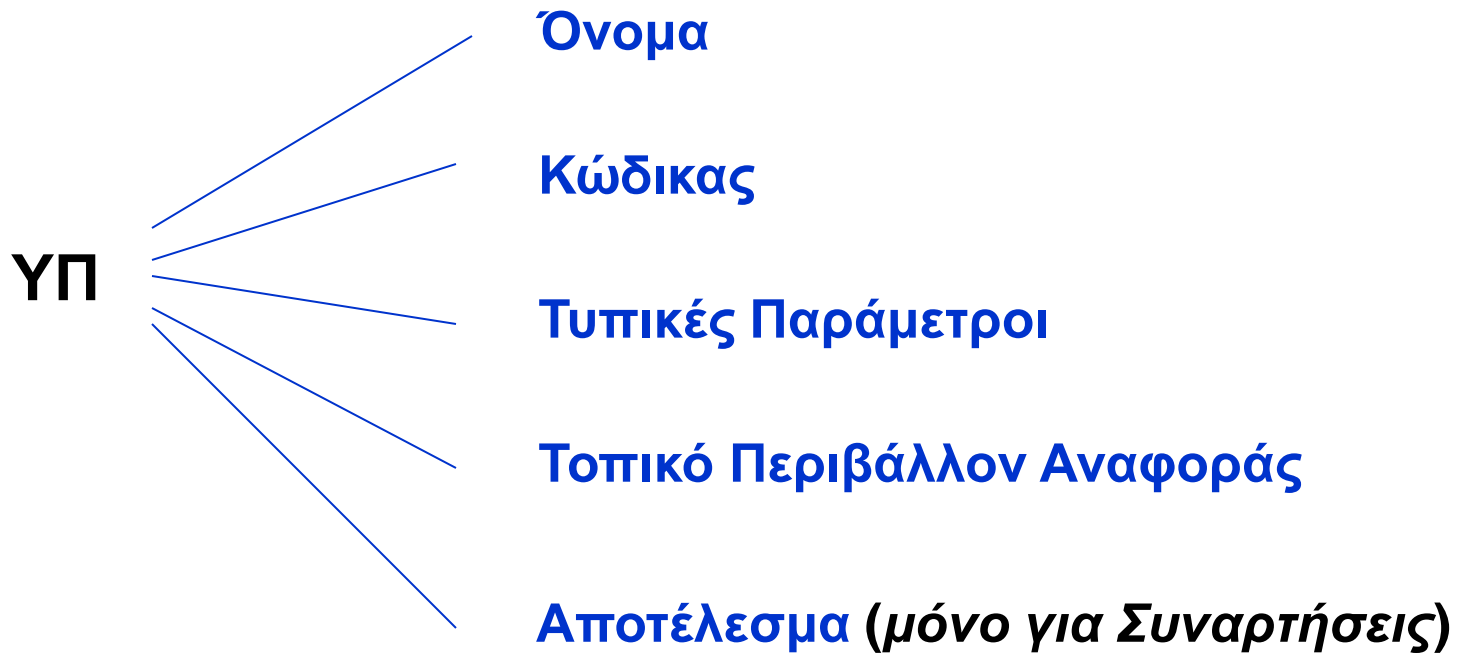 Όνομα
Κώδικας
ΥΠ
Τυπικές Παράμετροι
Τοπικό Περιβάλλον Αναφοράς
Αποτέλεσμα (μόνο για Συναρτήσεις)